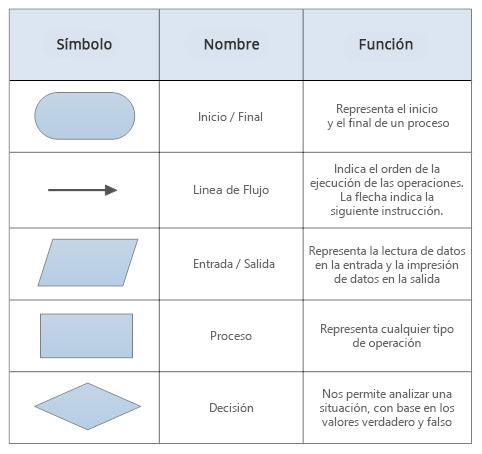 Símbolo
Nombre
Función
Inicio / Final
Representa el inicio
y el final de un proceso
Linea de Flujo
Indica el orden de la
ejecución de las operaciones.
La flecha indica la
siguiente instrucción.
Entrada / Salida
Representa la lectura de datos
en la entrada y la impresión
de datos en la salida
Proceso
Representa cualquier tipo
de operación
Decisión
Nos permite analizar una
situación, con base en los
valores verdadero y falso